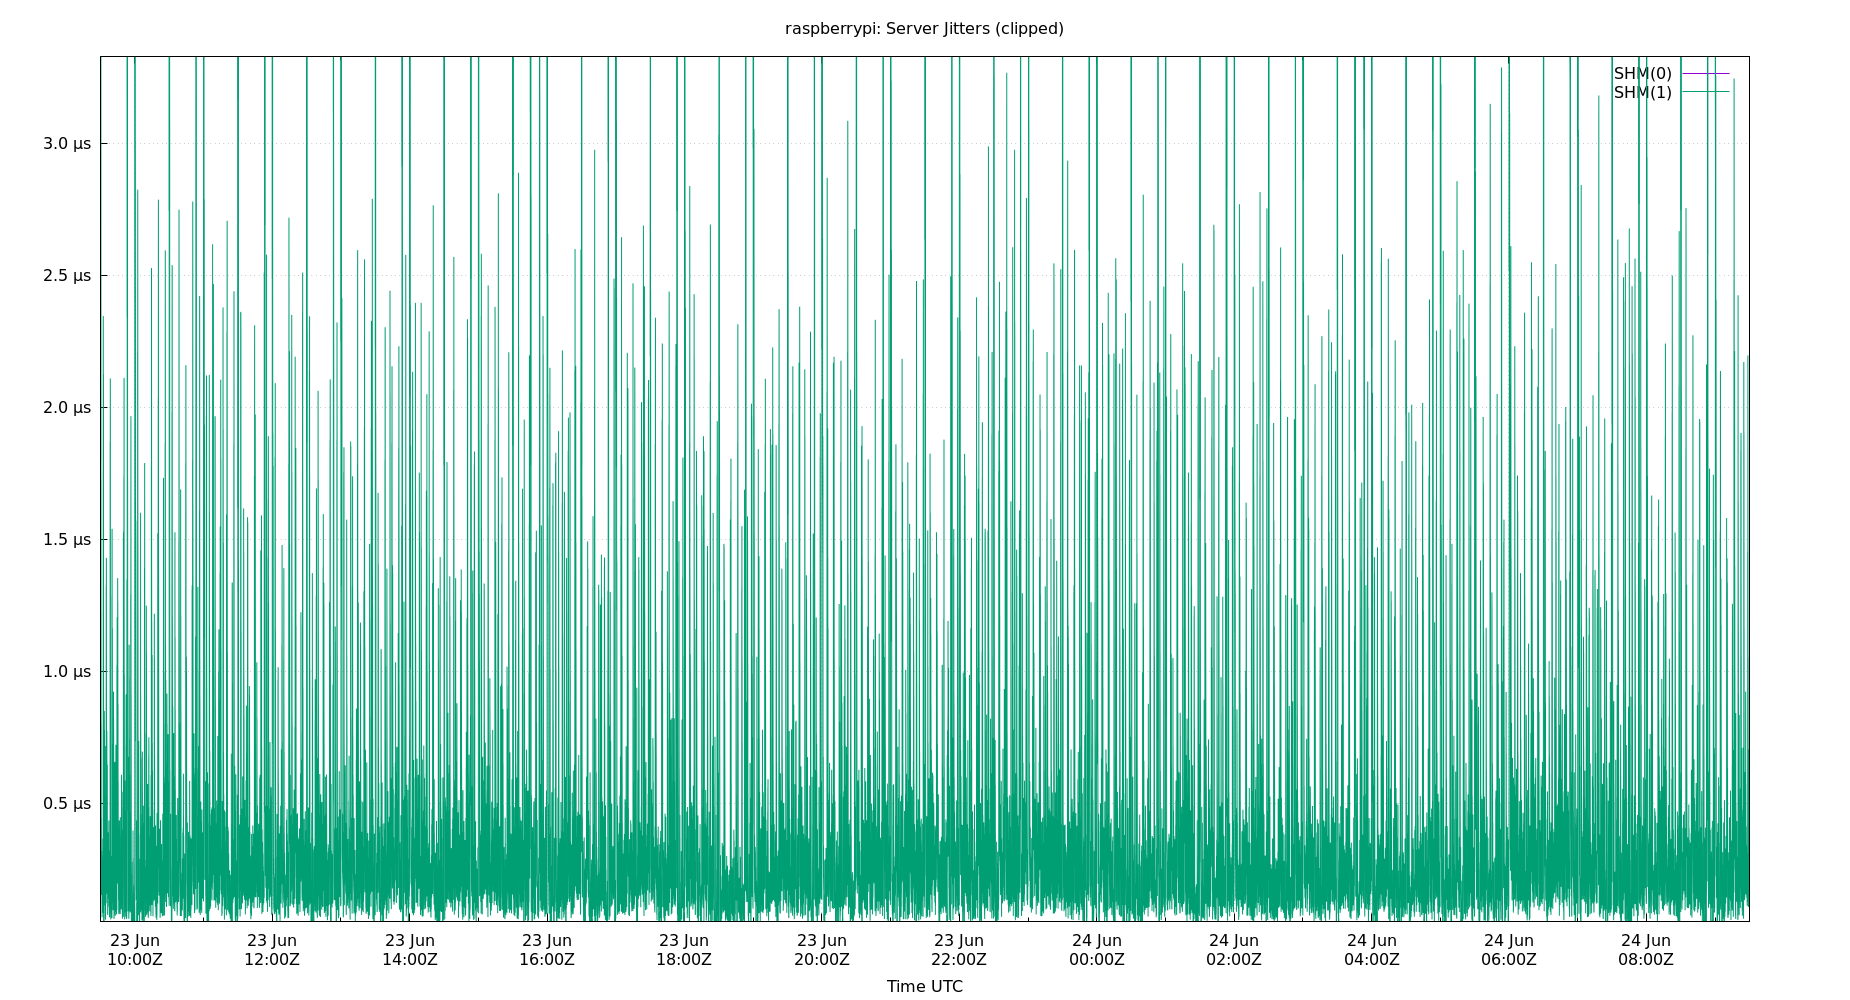 raspberrypi: Server Jitters (clipped)
SHM(0)
SHM(1)
3.0 µs
2.5 µs
2.0 µs
1.5 µs
1.0 µs
0.5 µs
23 Jun 23 Jun 23 Jun 23 Jun 23 Jun 23 Jun 23 Jun 24 Jun 24 Jun 24 Jun 24 Jun 24 Jun
10:00Z 12:00Z 14:00Z 16:00Z 18:00Z 20:00Z 22:00Z 00:00Z 02:00Z 04:00Z 06:00Z 08:00Z
Time UTC